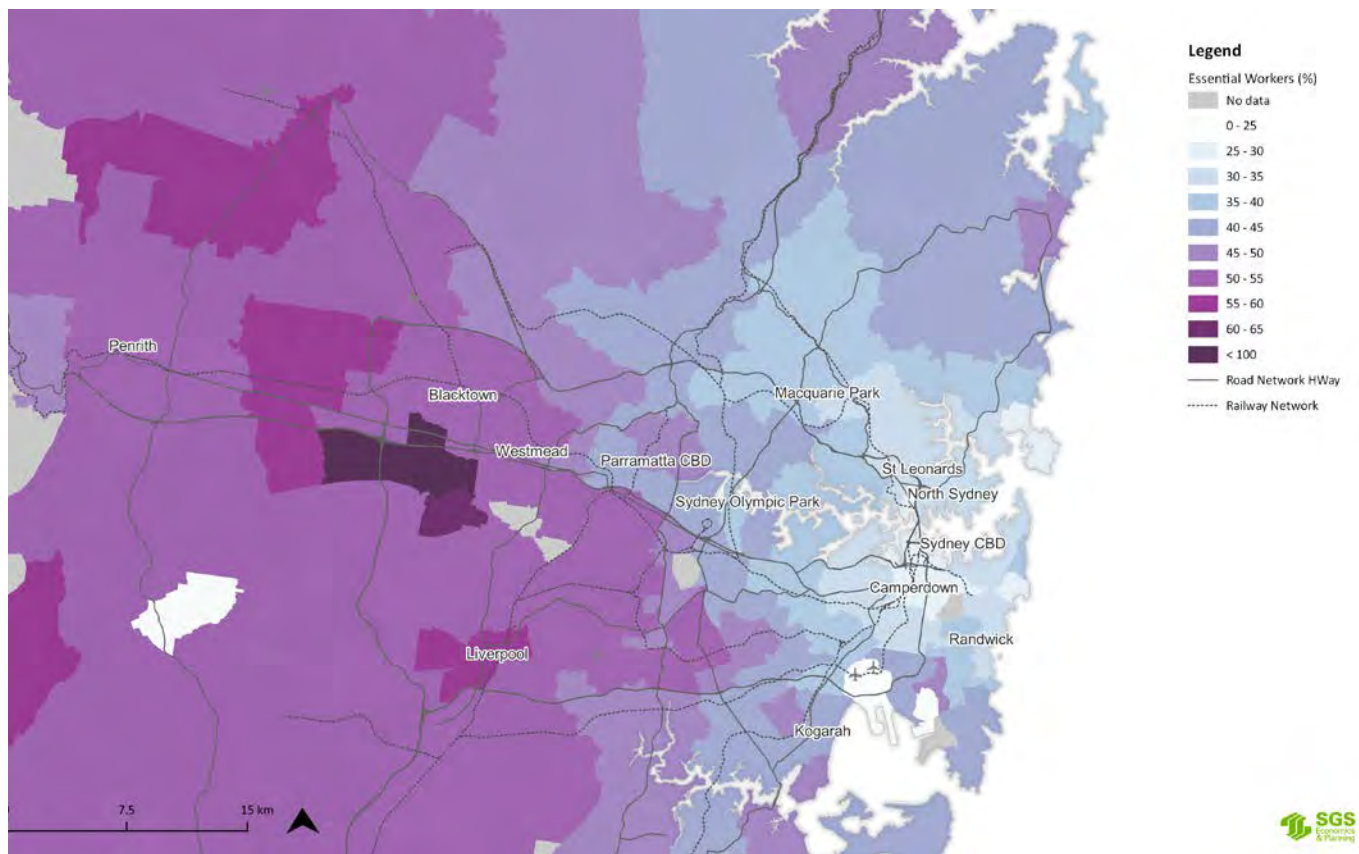 Legend
Essential Workers (%)
No data
0 - 25
25 - 30
30 - 35
35 - 40
40 - 45
45 - 50
50 - 55
55 - 60
60 - 65
< 100
Road Network HWay
Railway Network
Penrith
Blacktown
Macquarie Park
Westmead
Parramatta CBD
St Leonards
North Sydney
Sydney Olympic Park
Sydney CBD
Camperdown
Randwick
Liverpool
Kogarah
7.5
15 km
SGS
Economics
& Planning